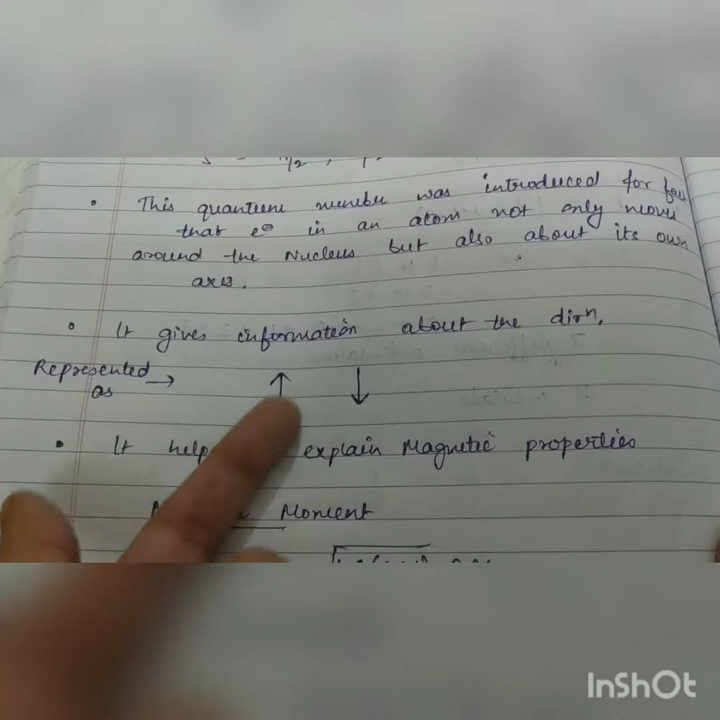 • This quantum number was introduced for
that e⊖ in an atom not only moves
around the Nucleus but also about its own
axis.
• It gives information about the dirn.
Represented → ↑ ↓
as
• It help explain Magnetic properties
Moment
InShOt